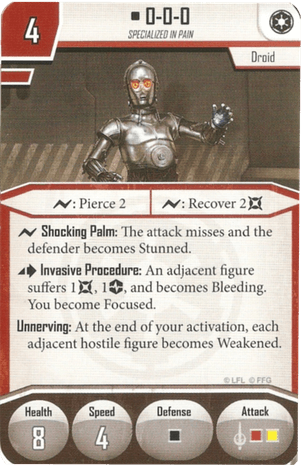 4
0-0-0
SPECIALIZED IN PAIN
Droid
: Pierce 2
: Recover 2
Shocking Palm: The attack misses and the
defender becomes Stunned.
Invasive Procedure: An adjacent figure
suffers 1, 1, and becomes Bleeding.
You become Focused.
Unnerving: At the end of your activation, each
adjacent hostile figure becomes Weakened.
© LFL © FFG
Health
Speed
Defense
Attack
8
4